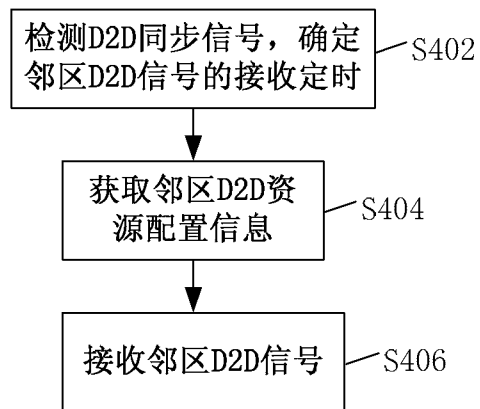 检测D2D同步信号，确定
邻区D2D信号的接收定时
S402
获取邻区D2D资
源配置信息
S404
接收邻区D2D信号
S406